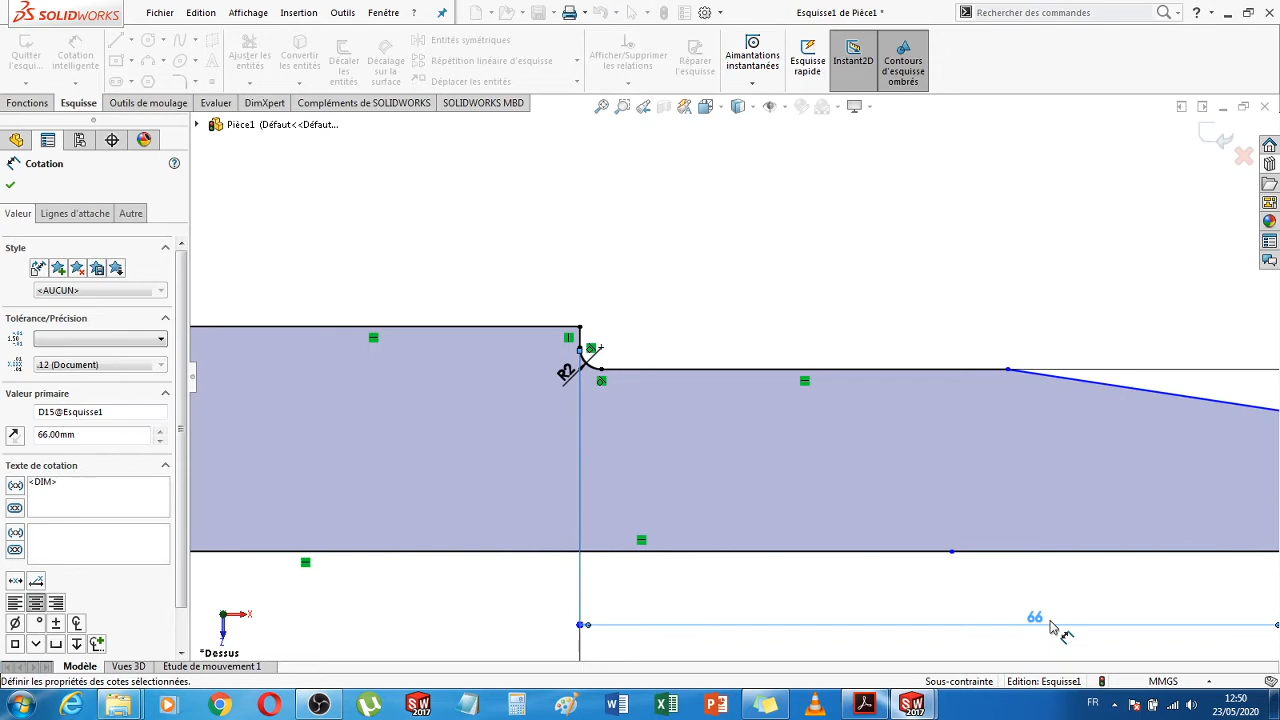 SOLIDWORKS
Fichier Edition Affichage Insertion Outils Fenêtre ?
Esquisse1 de Pièce1 *
Rechercher des commandes
Quitter l'esqui...
Cotation intelligente
Ajuster les entités
Convertir les entités
Décaler les entités
Décalage sur la surface
Entités symétriques
Répétition linéaire d'esquisse
Déplacer les entités
Afficher/Supprimer les relations
Réparer l'esquisse
Aimantations instantanées
Esquisse rapide
Instant2D
Contours d'esquisse ombrés
Fonctions Esquisse Outils de moulage Evaluer DimXpert Compléments de SOLIDWORKS SOLIDWORKS MBD
Pièce1 (Défaut<<Défaut...
Cotation
Valeur Lignes d'attache Autre
Style
<AUCUN>
Tolérance/Précision
.12 (Document)
Valeur primaire
D15@Esquisse1
66.00mm
Texte de cotation
<DIM>
R2
66
X
Z
*Dessus
Modèle Vues 3D Etude de mouvement 1
Définir les propriétés des cotes sélectionnées.
Sous-contrainte Edition: Esquisse1 MMGS
FR
12:50
23/05/2020